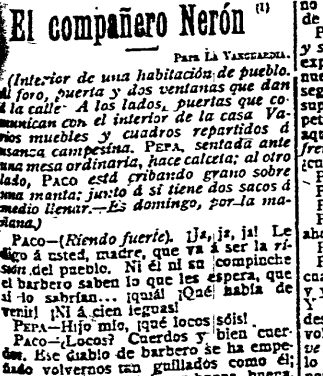 El compañero Nerón (1)
Para LA VANGUARDIA.
(Interior de una habitación de pueblo.
Al foro, puerta y dos ventanas que dan
á la calle A los lados, puertas que co-
munican con el interior de la casa Va-
rios muebles y cuadros repartidos á
usanza campesina. PEPA, sentada ante
una mesa ordinaria, hace calceta; al otro
lado, PACO está cribando grano sobre
una manta; junto á sí tiene dos sacos á
medio llenar.—Es domingo, por la ma-
ñana.)
PACO—(Riendo fuerte). ¡Ja, ja, ja! Le
digo á usted, madre, que va á ser la ri-
sión del pueblo. Ni él ni su compinche
el barbero saben lo que les espera, que
si lo sabrían... ¡quiá! ¡Qué había de
venir! ¡Ni á cien leguas!
PEPA—Hijo mío, ¡qué locos sóis!
PACO—¿Locos? Cuerdos y bien cuer-
dos. Ese diablo de barbero se ha empe-
ñado volvernos tan guillados como él;